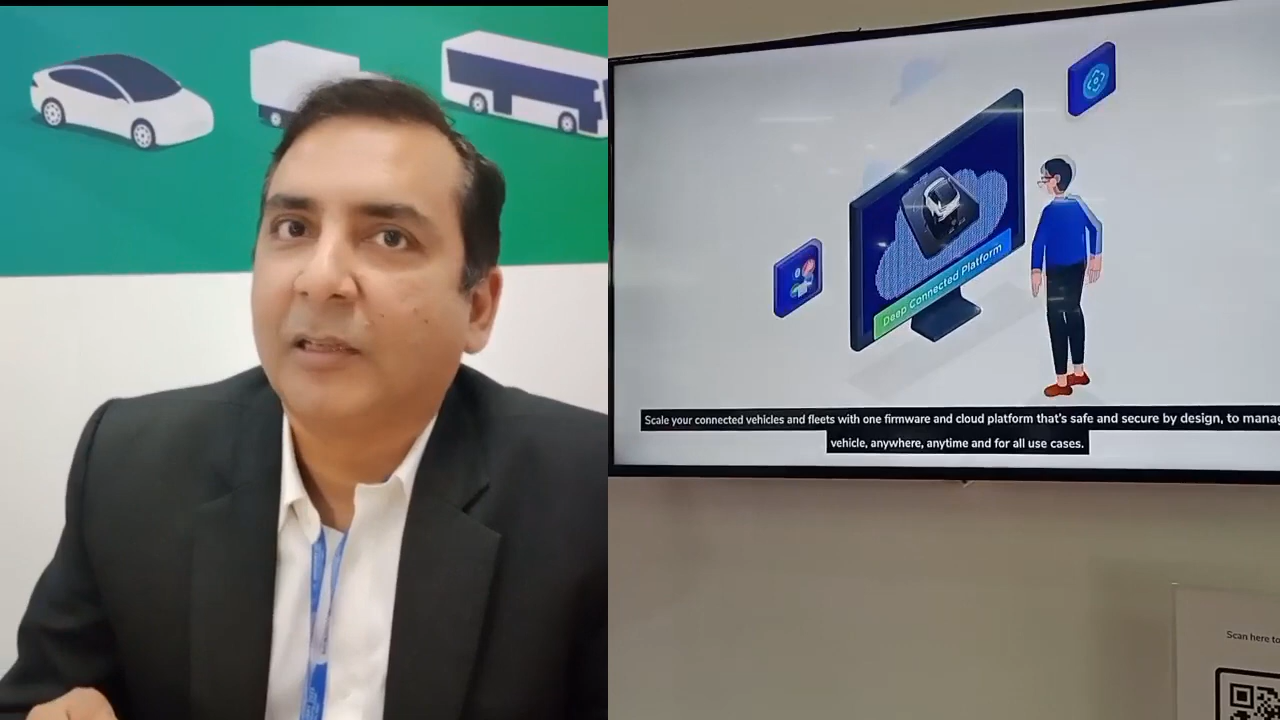 Deep Connected Platform
Scale your connected vehicles and fleets with one firmware and cloud platform that's safe and secure by design, to manag
vehicle, anywhere, anytime and for all use cases.
Scan here to